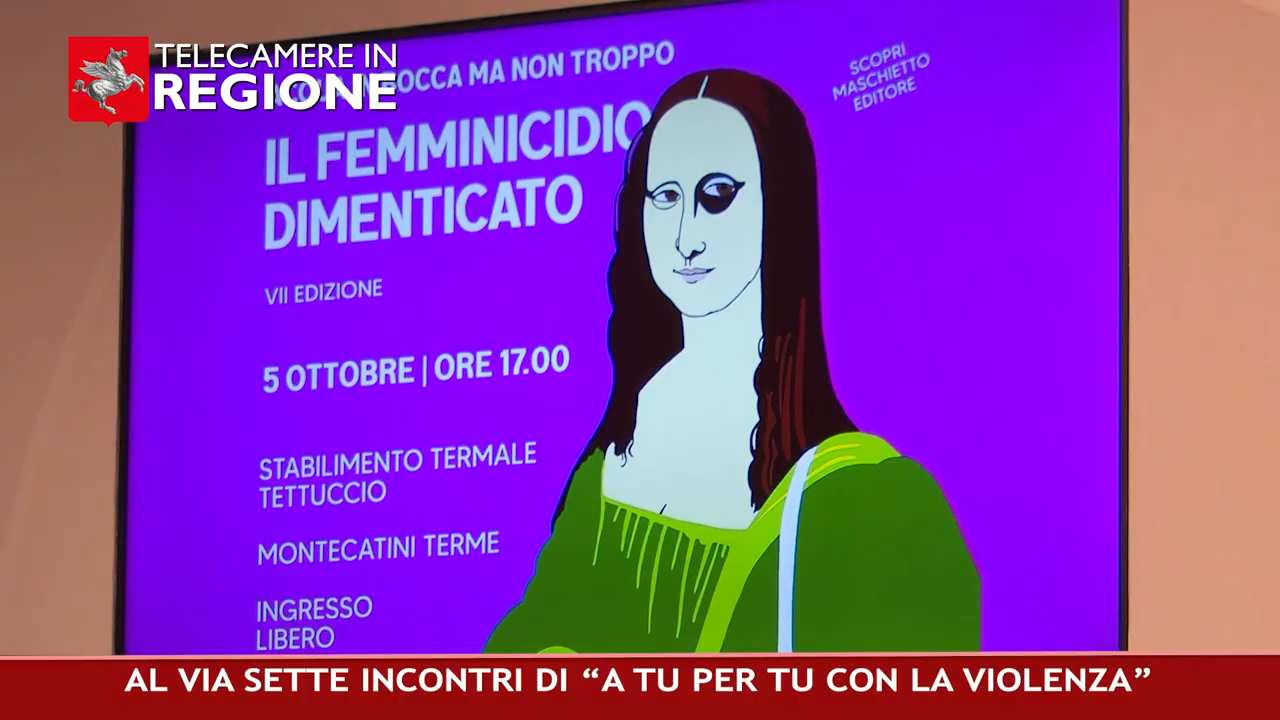 TELECAMERE IN
REGIONE
BOCCA MA NON TROPPO
IL FEMMINICIDIO
DIMENTICATO
VII EDIZIONE
5 OTTOBRE | ORE 17.00
STABILIMENTO TERMALE
TETTUCCIO
MONTECATINI TERME
INGRESSO
LIBERO
SCOPRI
MASCHIETTO
EDITORE
AL VIA SETTE INCONTRI DI “A TU PER TU CON LA VIOLENZA”